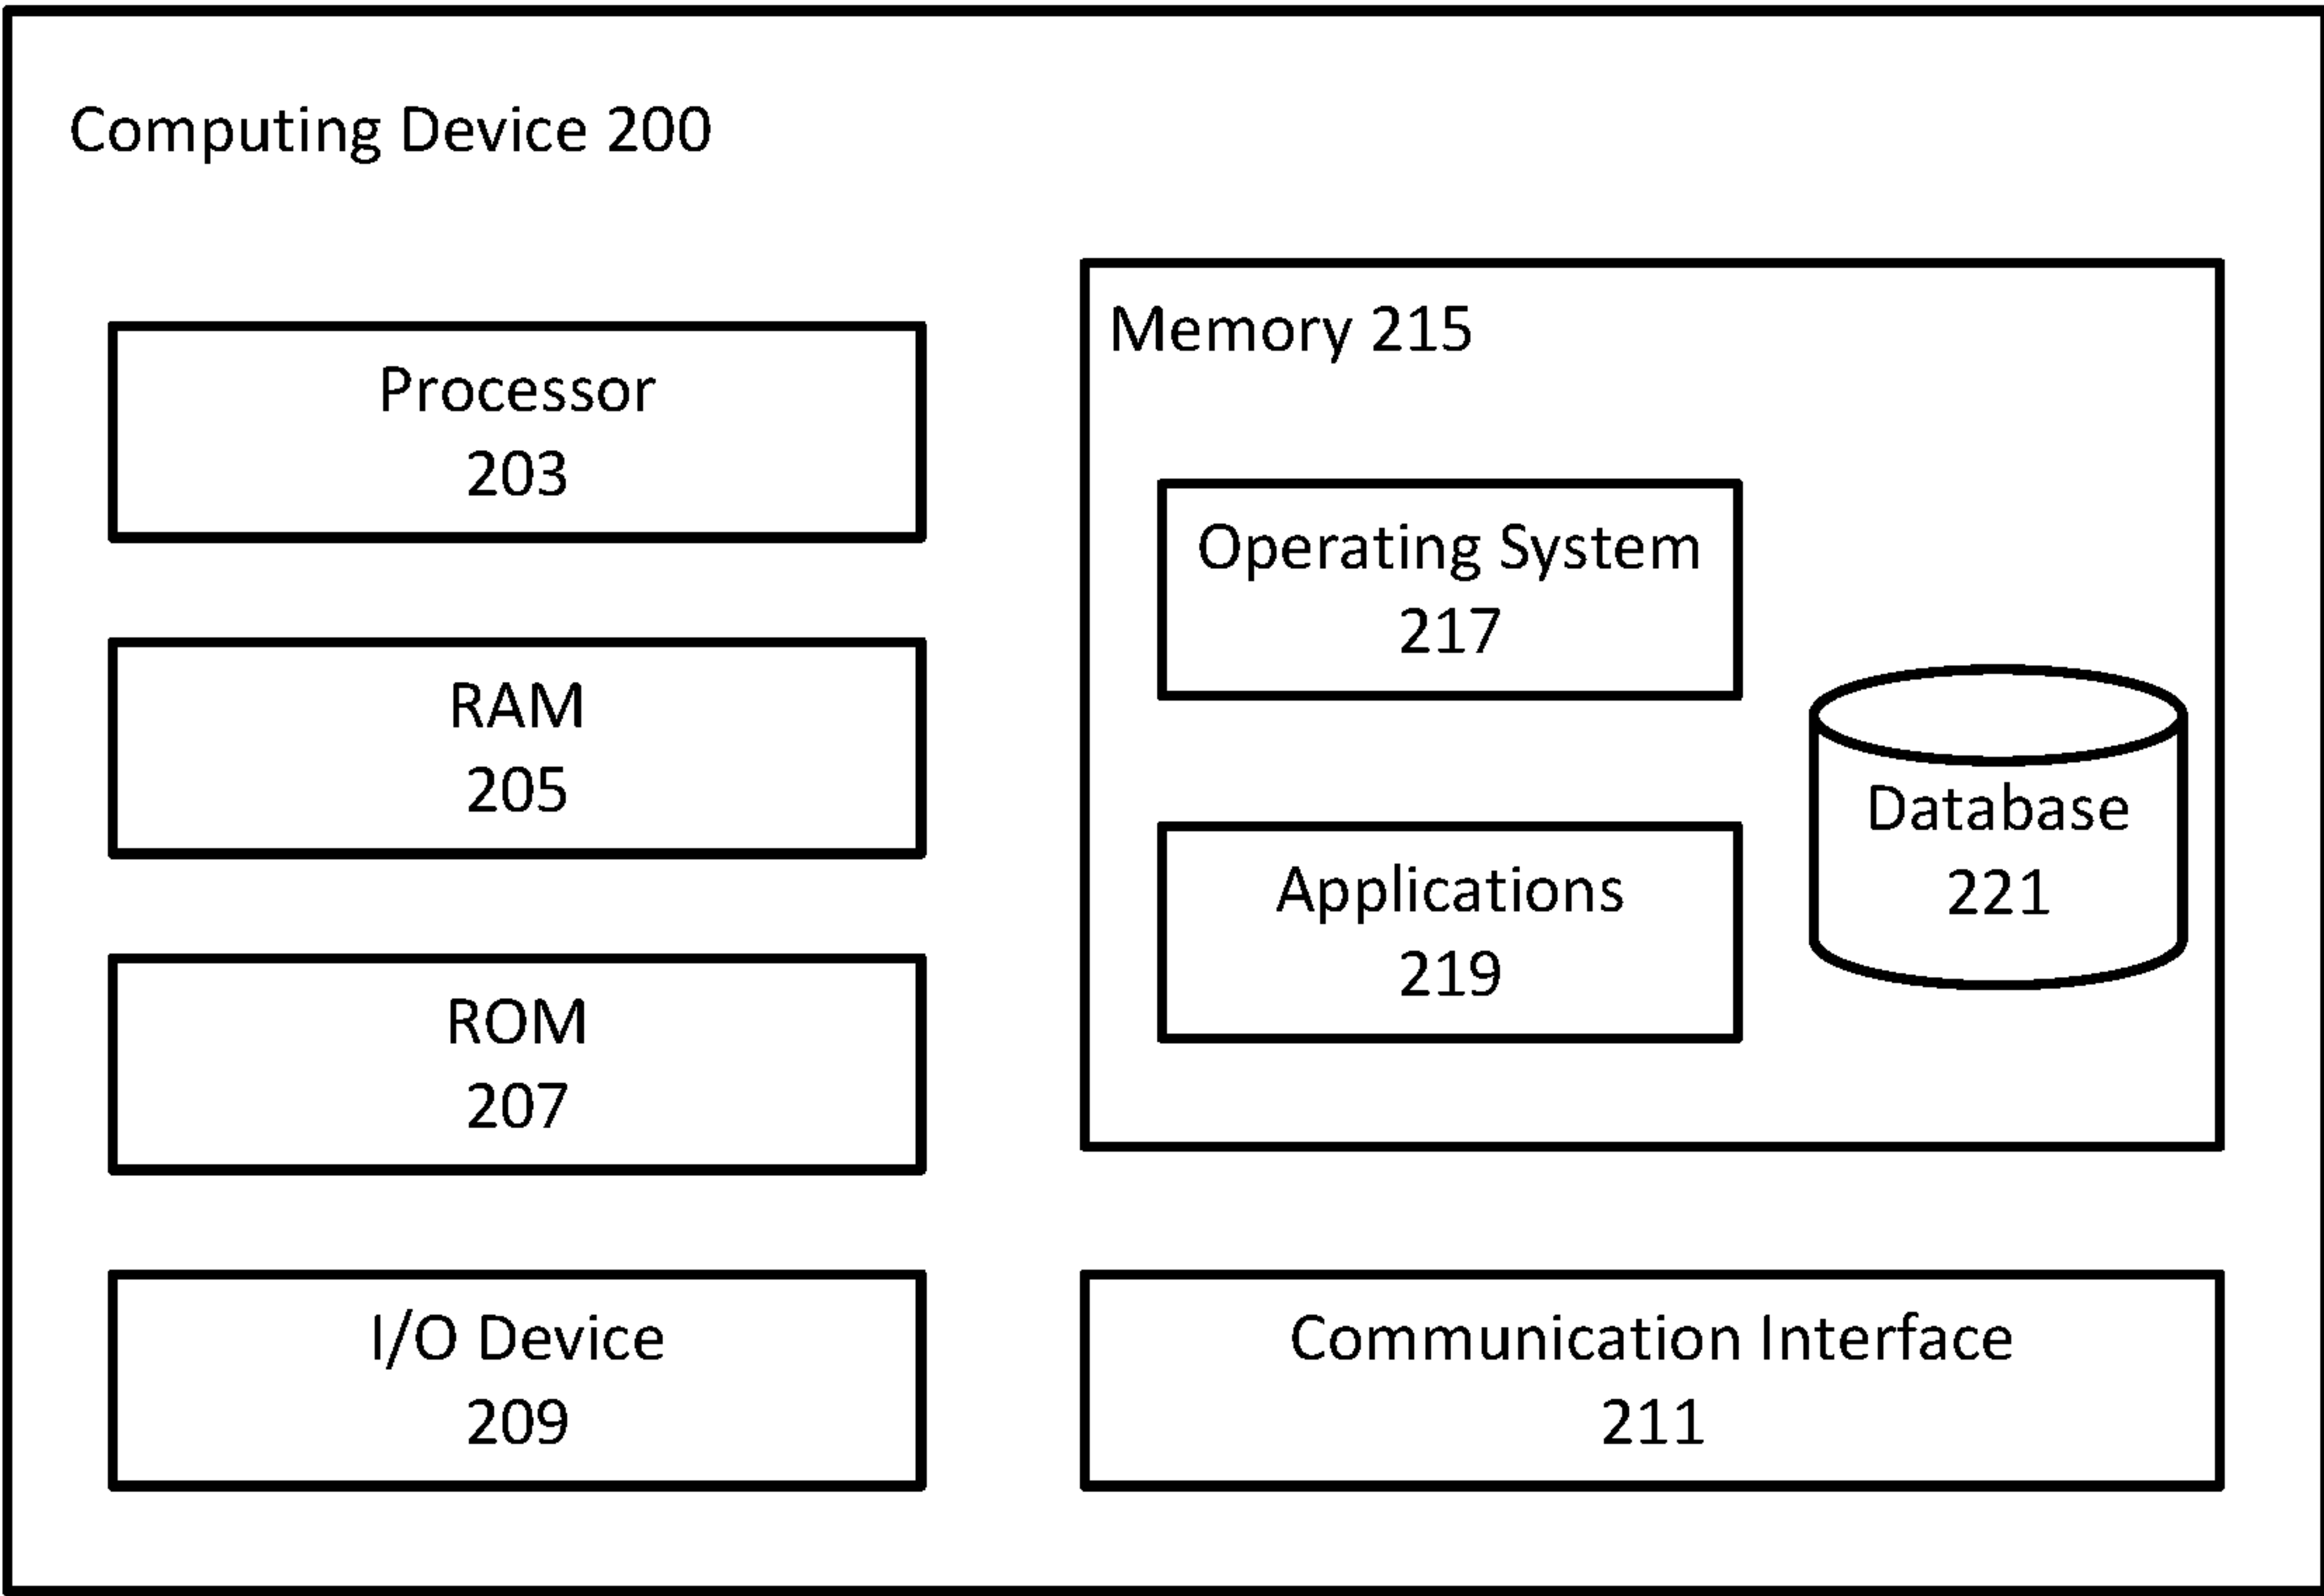 Computing Device 200
Processor
203
RAM
205
ROM
207
I/O Device
209
Memory 215
Operating System
217
Applications
219
Database
221
Communication Interface
211